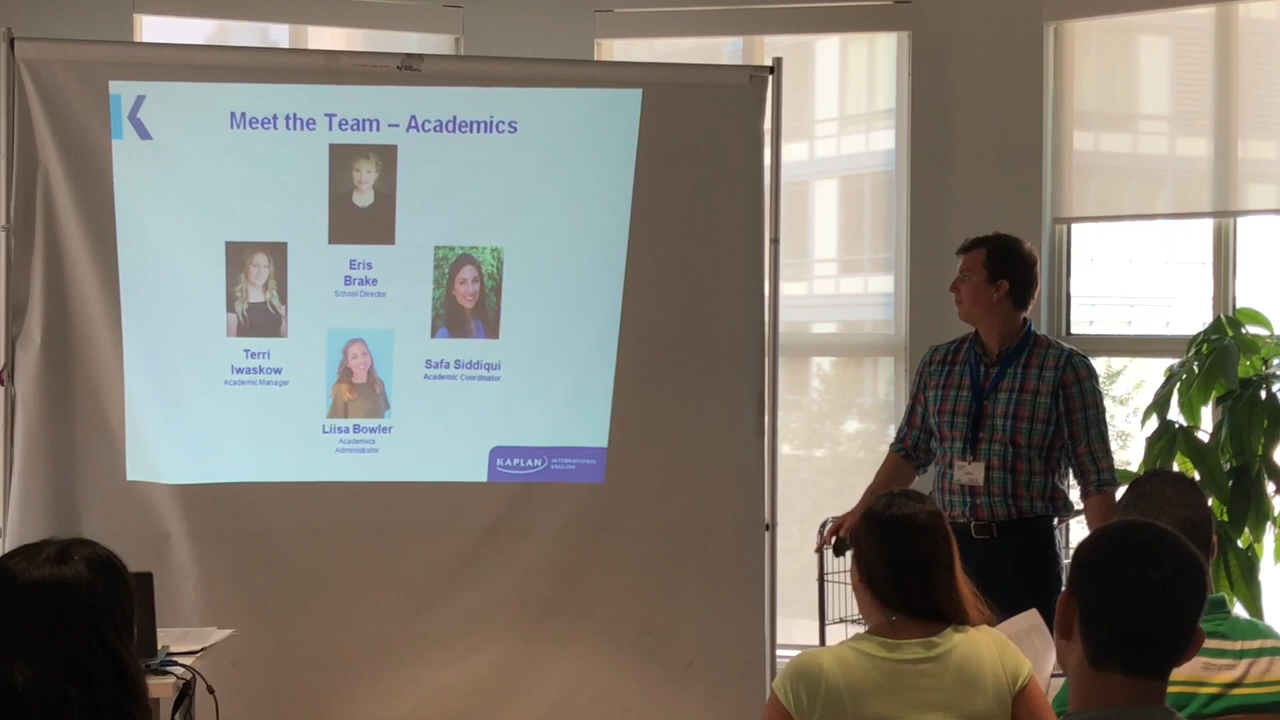 K
Meet the Team – Academics
Eris
Brake
School Director
Terri
Iwaskow
Academic Manager
Safa Siddiqui
Academic Coordinator
Liisa Bowler
Academics
Administrator
KAPLAN
INTERNATIONAL
ENGLISH